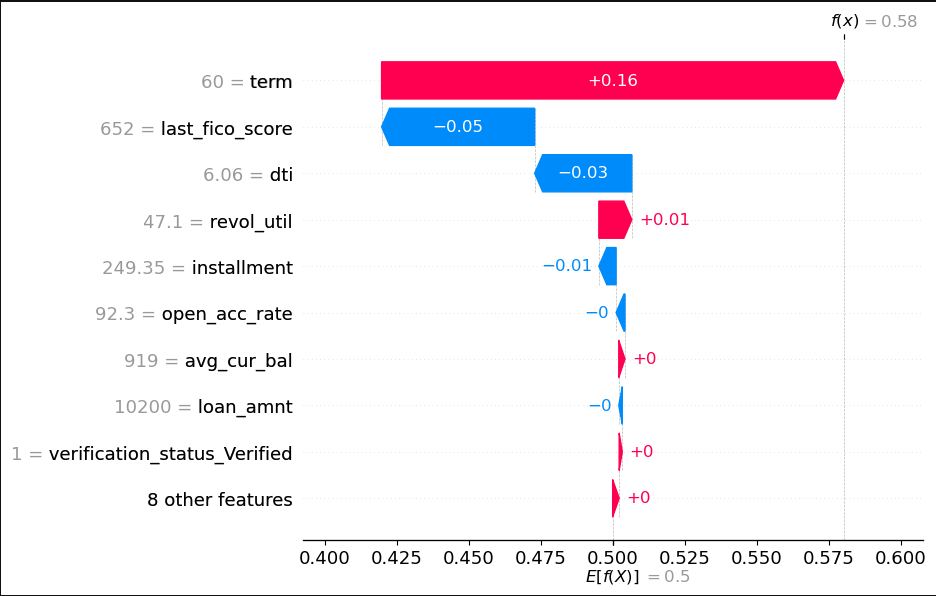 f(x) = 0.58
60 = term
+0.16
652 = last_fico_score
−0.05
6.06 = dti
−0.03
47.1 = revol_util
+0.01
249.35 = installment
−0.01
92.3 = open_acc_rate
−0
919 = avg_cur_bal
+0
10200 = loan_amnt
−0
1 = verification_status_Verified
+0
8 other features
+0
0.400 0.425 0.450 0.475 0.500 0.525 0.550 0.575 0.600
E[f(X)] = 0.5